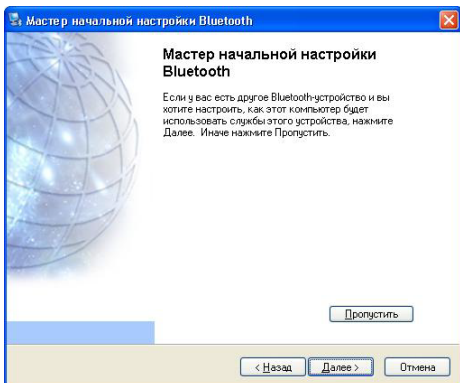 Мастер начальной настройки Bluetooth
Мастер начальной настройки
Bluetooth
Если у вас есть другое Bluetooth-устройство и вы
хотите настроить, как этот компьютер будет
использовать службы этого устройства, нажмите
Далее. Иначе нажмите Пропустить.
Пропустить
< Назад
Далее >
Отмена